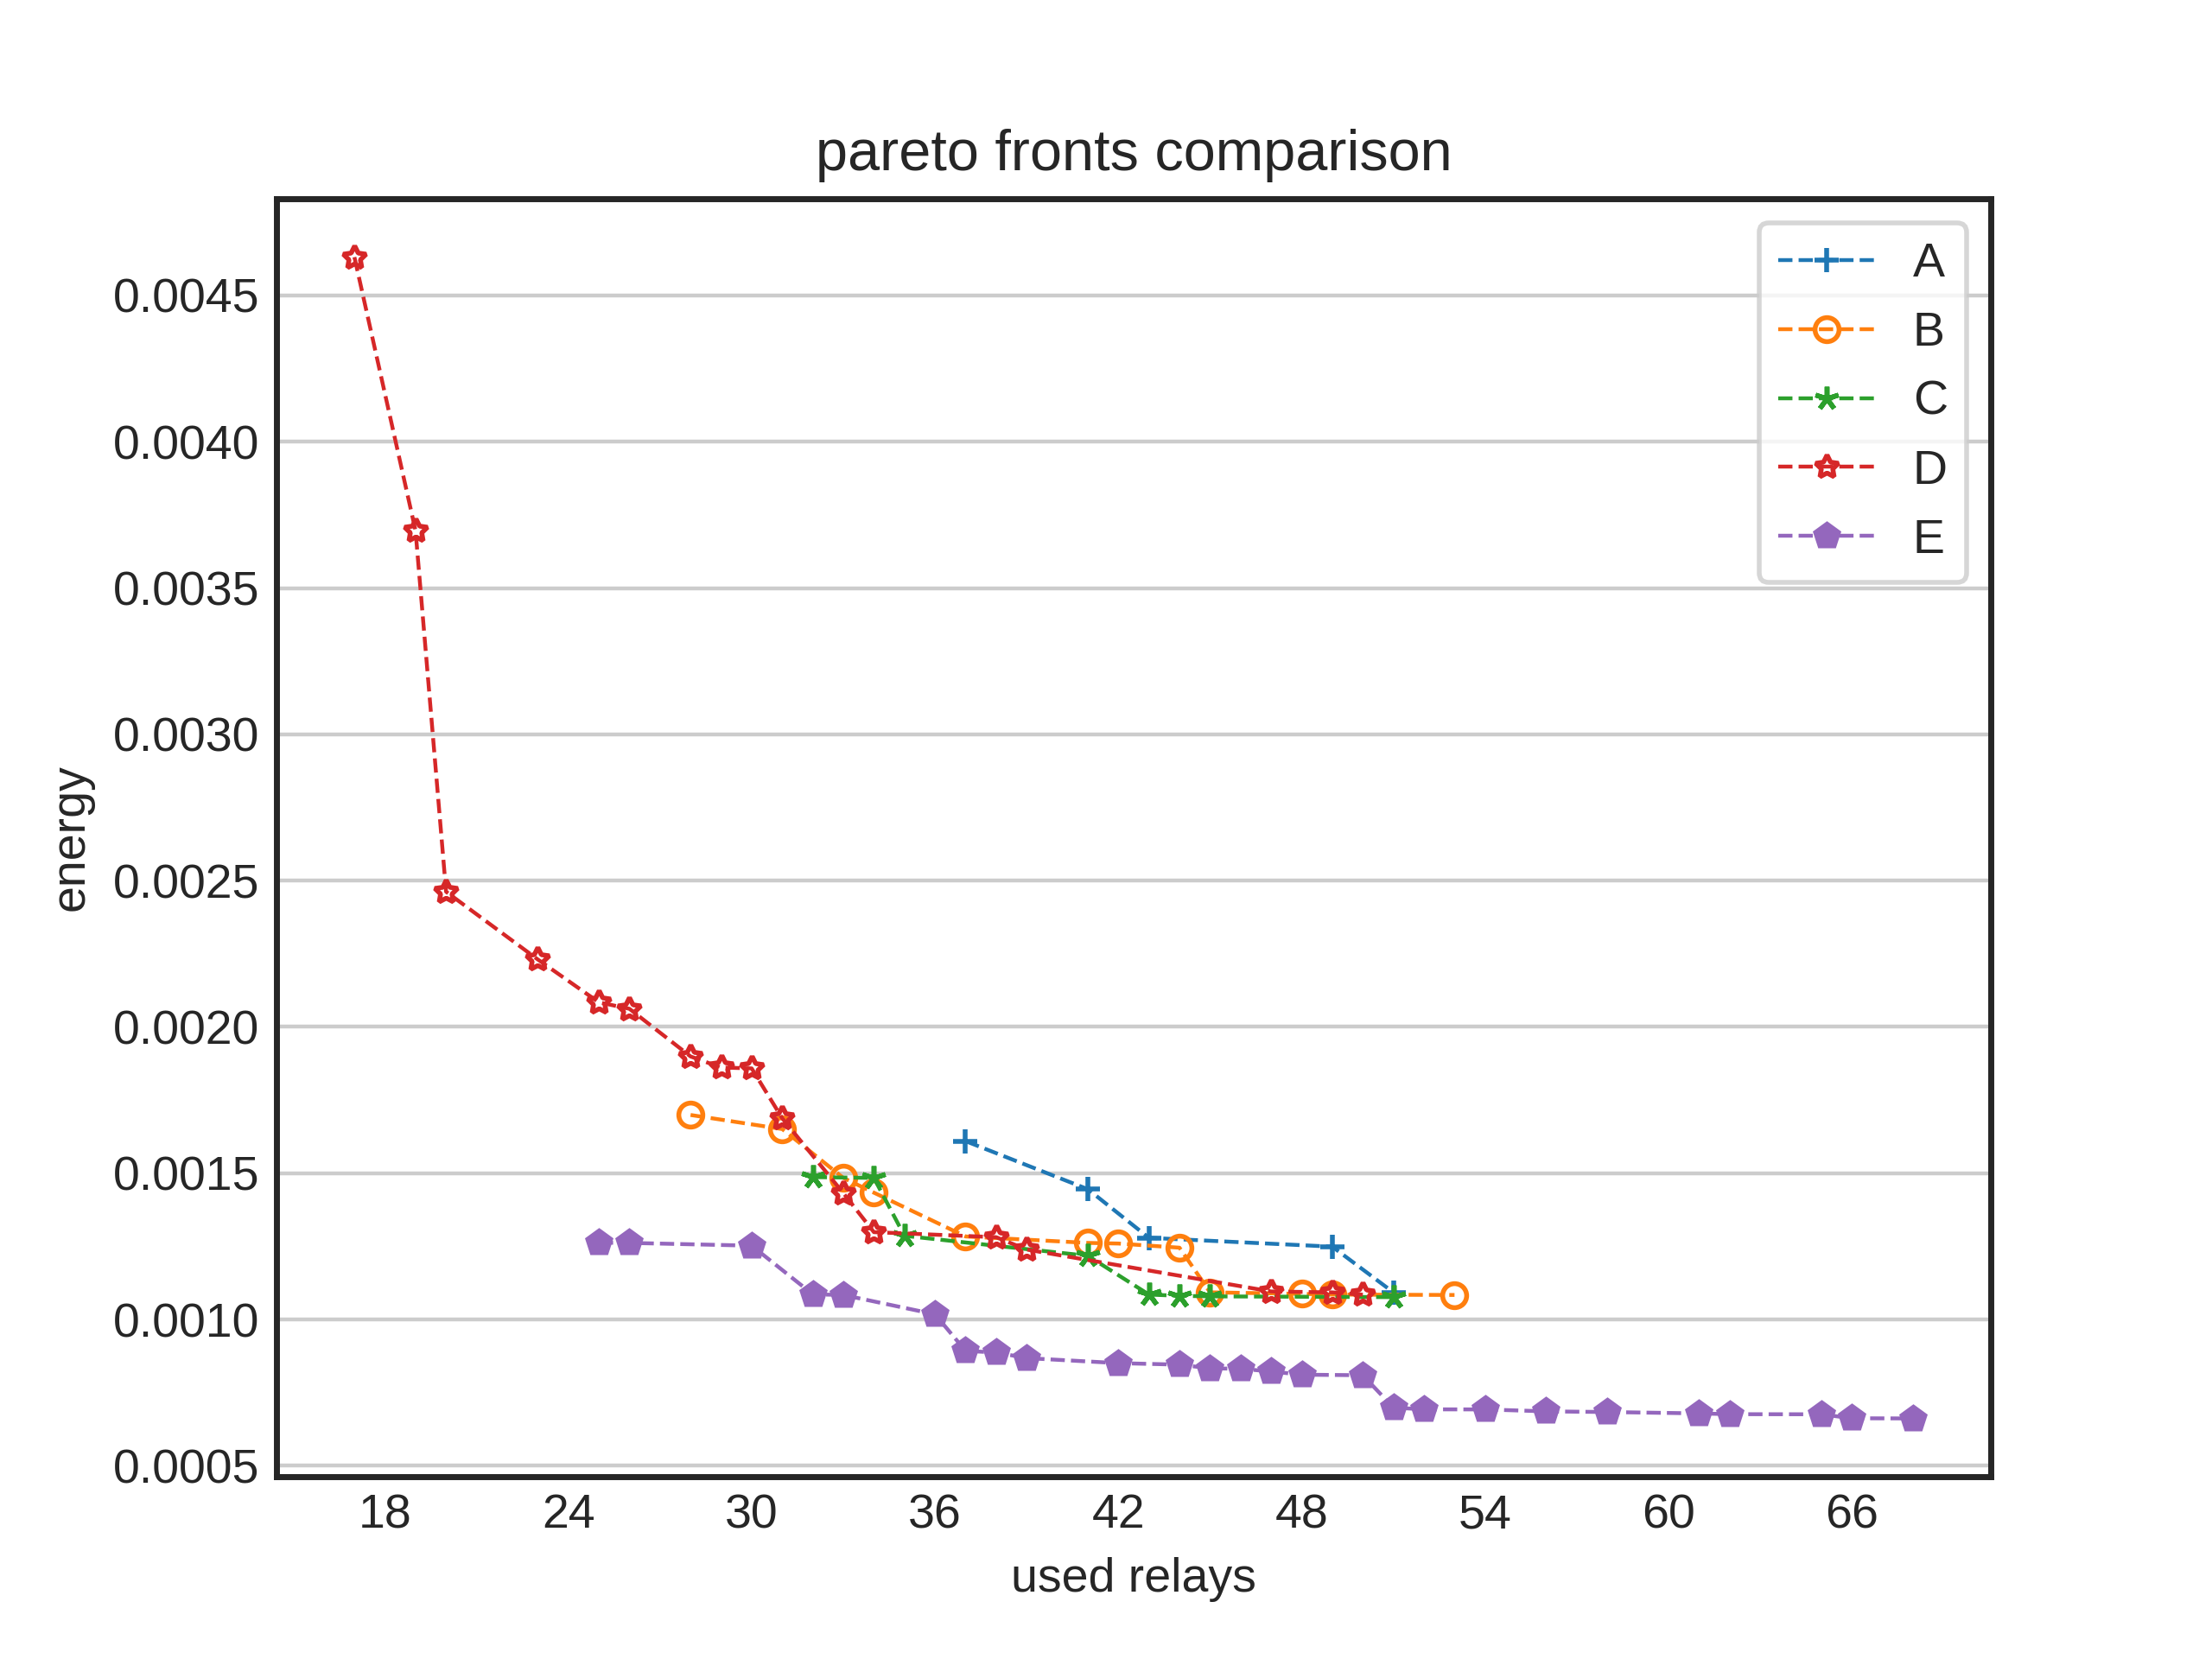 pareto fronts comparison
A
B
C
D
E
0.0045
0.0040
0.0035
0.0030
0.0025
0.0020
0.0015
0.0010
0.0005
energy
18 24 30 36 42 48 54 60 66
used relays